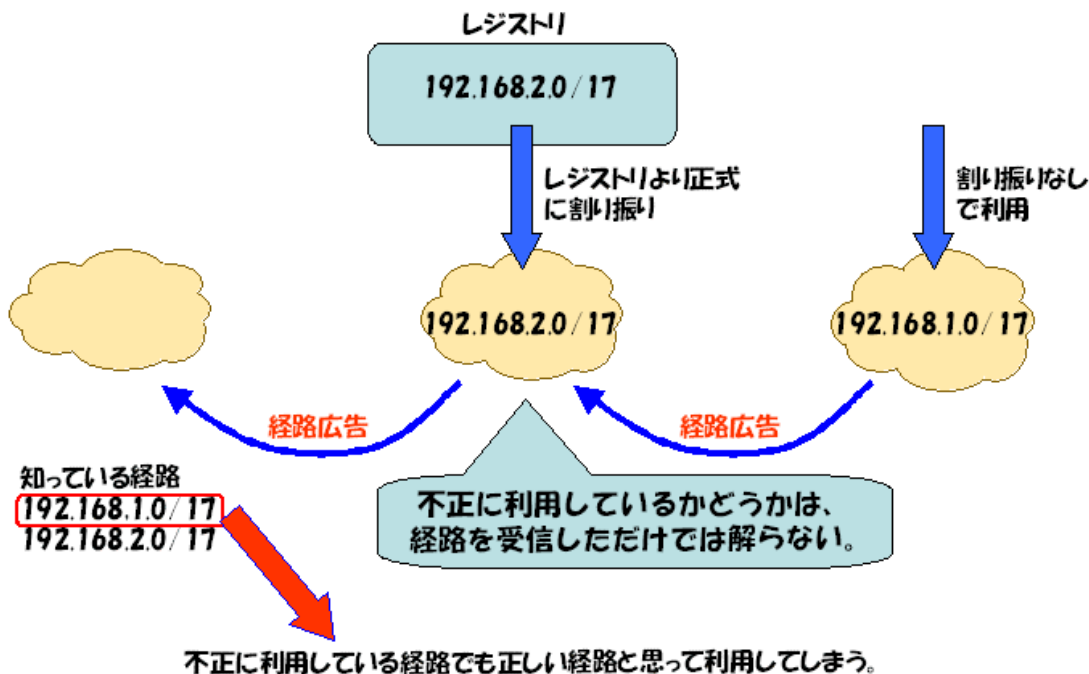 レジストリ
192.168.2.0/17
レジストリより正式
に割り振り
割り振りなし
で利用
192.168.2.0/17
192.168.1.0/17
経路広告
経路広告
知っている経路
192.168.1.0/17
192.168.2.0/17
不正に利用しているかどうかは、
経路を受信しただけでは解らない。
不正に利用している経路でも正しい経路と思って利用してしまう。